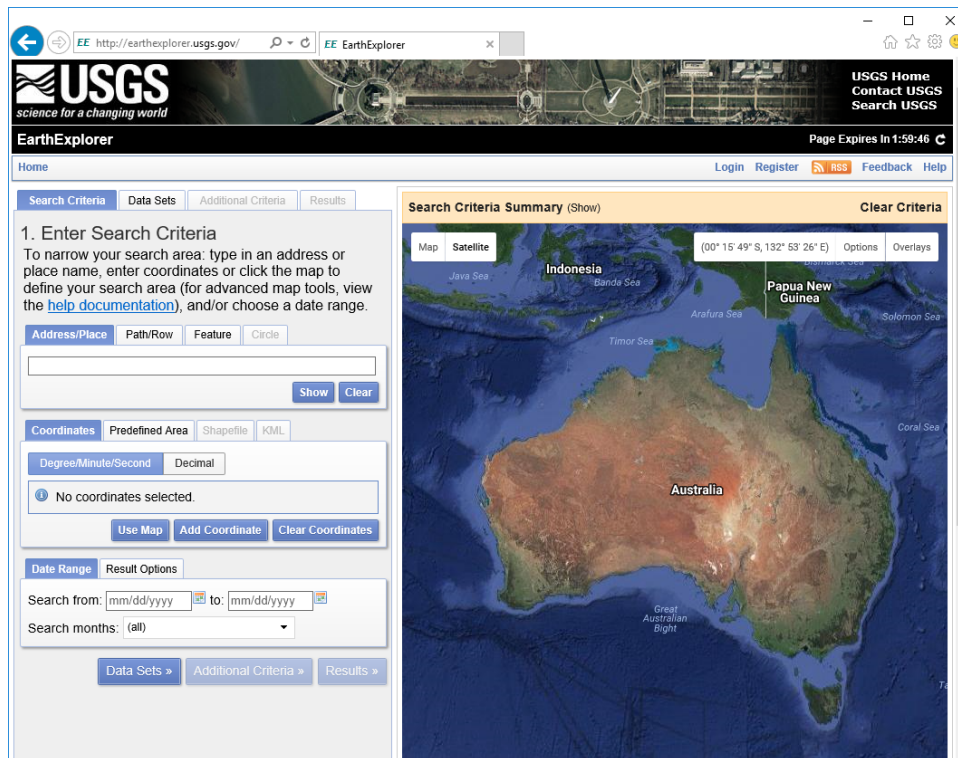 EE http://earthexplorer.usgs.gov/
EE EarthExplorer
USGS
science for a changing world
USGS Home
Contact USGS
Search USGS
EarthExplorer
Page Expires In 1:59:46
Home
Login Register RSS Feedback Help
Search Criteria Data Sets Additional Criteria Results
1. Enter Search Criteria
To narrow your search area: type in an address or
place name, enter coordinates or click the map to
define your search area (for advanced map tools, view
the help documentation), and/or choose a date range.
Address/Place Path/Row Feature Circle
Show Clear
Coordinates Predefined Area Shapefile KML
Degree/Minute/Second Decimal
No coordinates selected.
Use Map Add Coordinate Clear Coordinates
Date Range Result Options
Search from: mm/dd/yyyy to: mm/dd/yyyy
Search months: (all)
Data Sets » Additional Criteria » Results »
Search Criteria Summary (Show)
Clear Criteria
Map Satellite
(00° 15' 49" S, 132° 53' 26" E) Options Overlays
Java Sea
Indonesia
Banda Sea
Bismarck Sea
Papua New
Guinea
Arafura Sea
Solomon Sea
Timor Sea
Coral Sea
Australia
Great
Australian
Bight